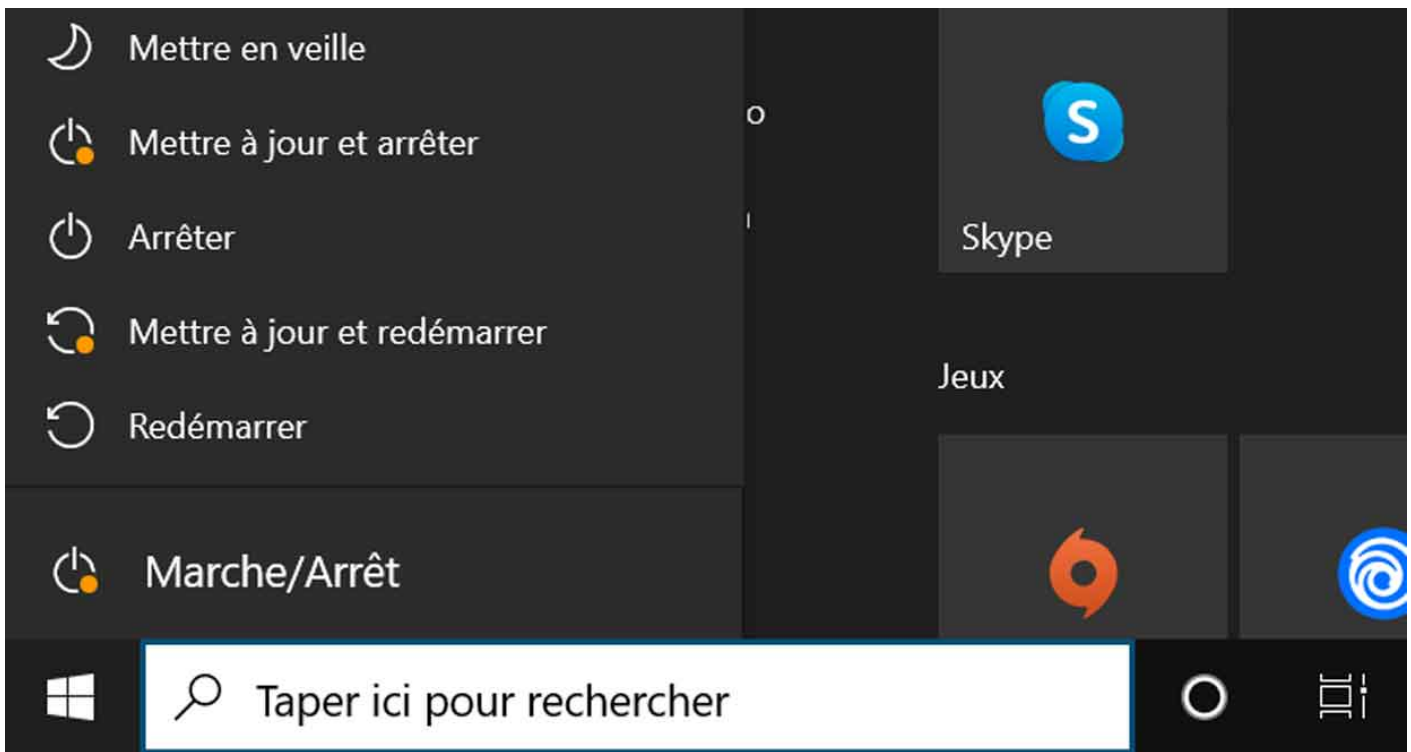 Mettre en veille
Mettre à jour et arrêter
Arrêter
Mettre à jour et redémarrer
Redémarrer
Marche/Arrêt
Taper ici pour rechercher
o
S
Skype
Jeux